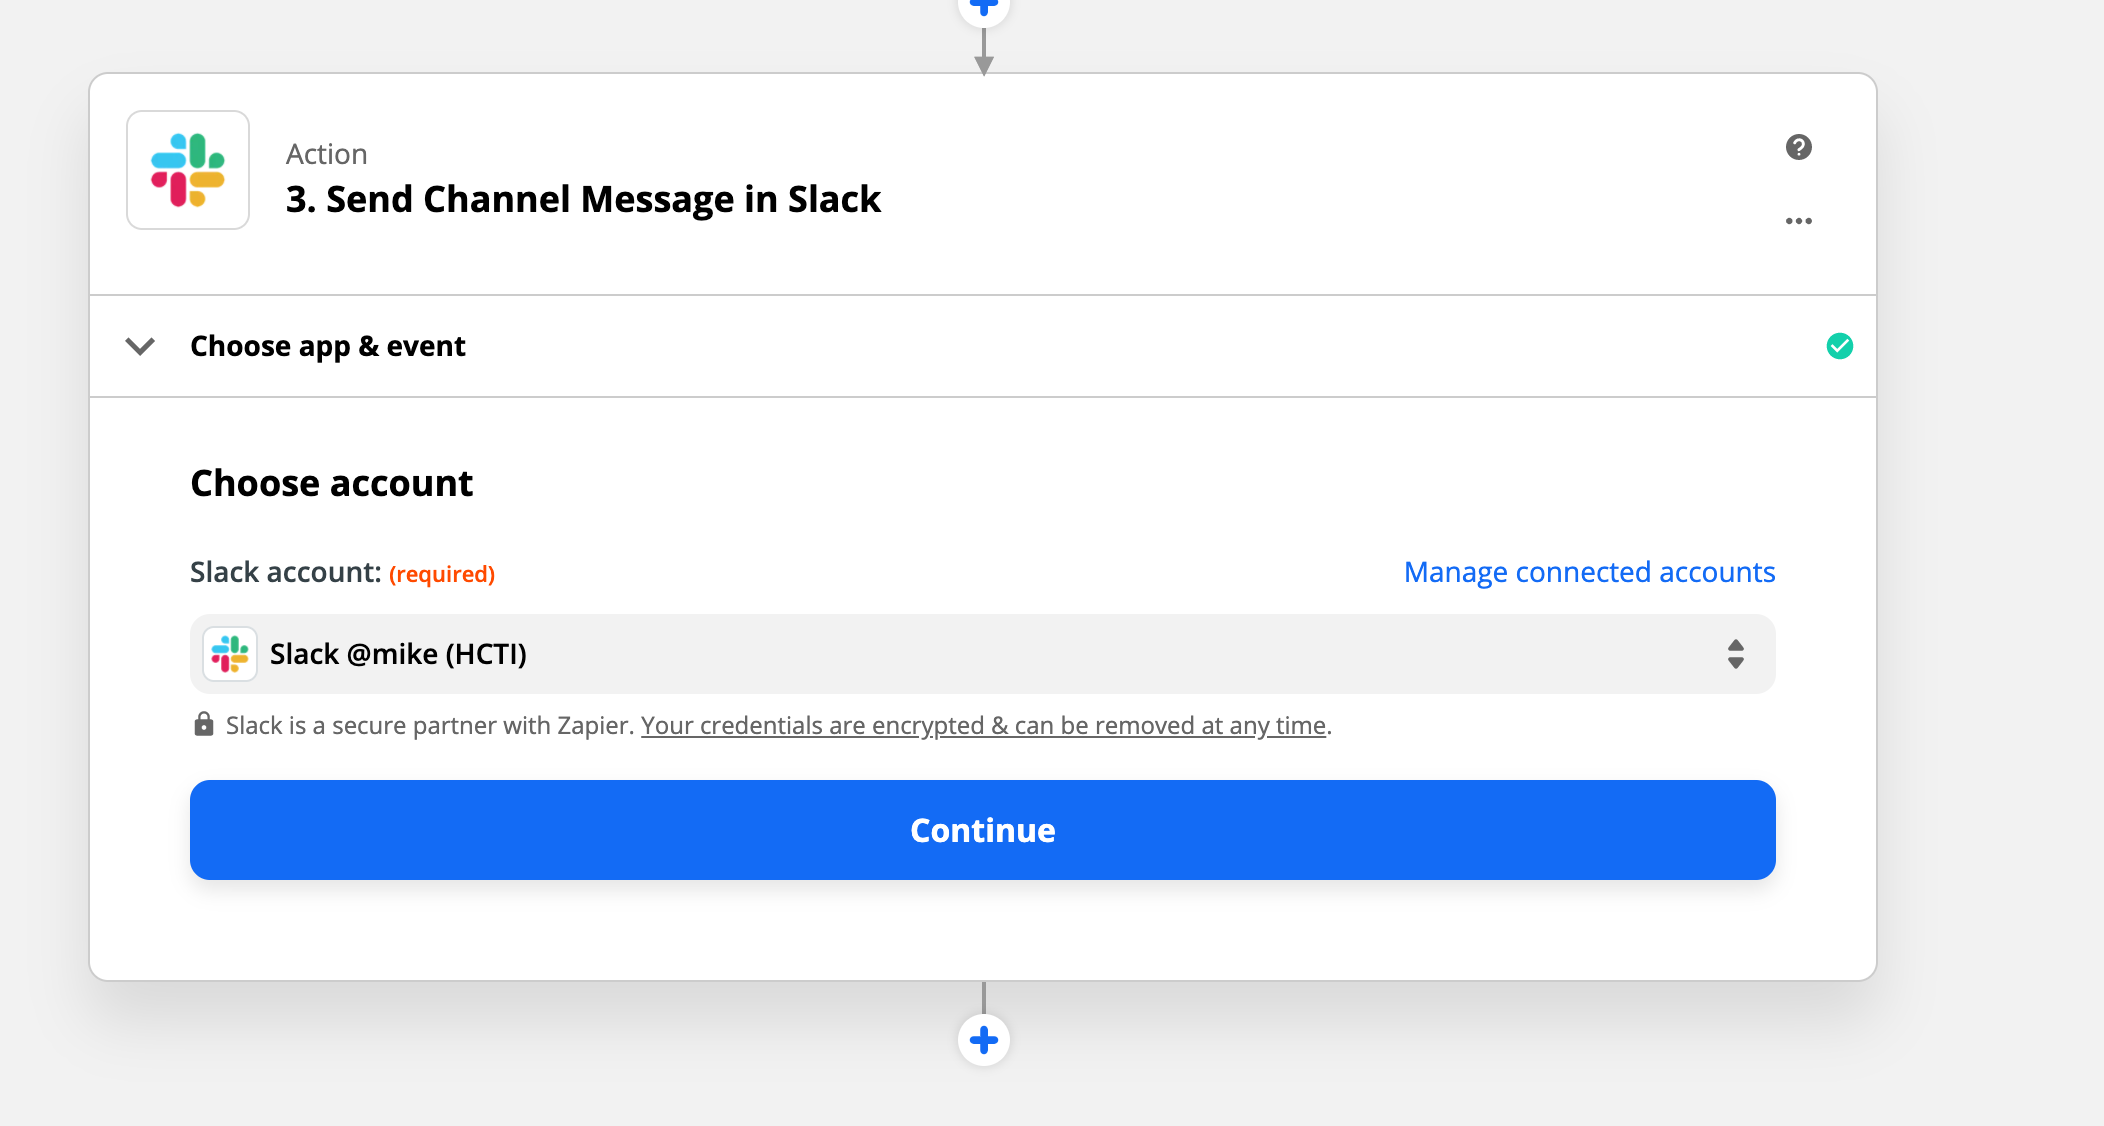 Action
3. Send Channel Message in Slack
Choose app & event
Choose account
Slack account: (required)
Manage connected accounts
Slack @mike (HCTI)
Slack is a secure partner with Zapier. Your credentials are encrypted & can be removed at any time.
Continue